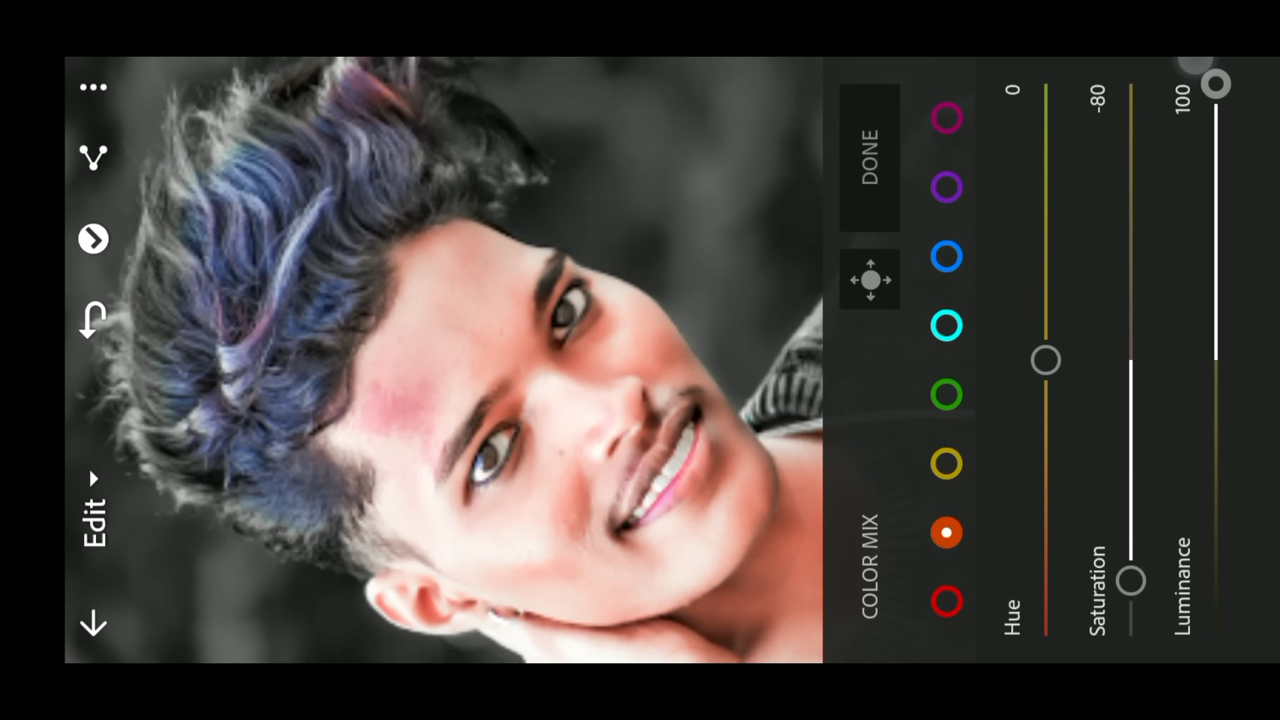 Edit
COLOR MIX
DONE
Hue
0
Saturation
-80
Luminance
100